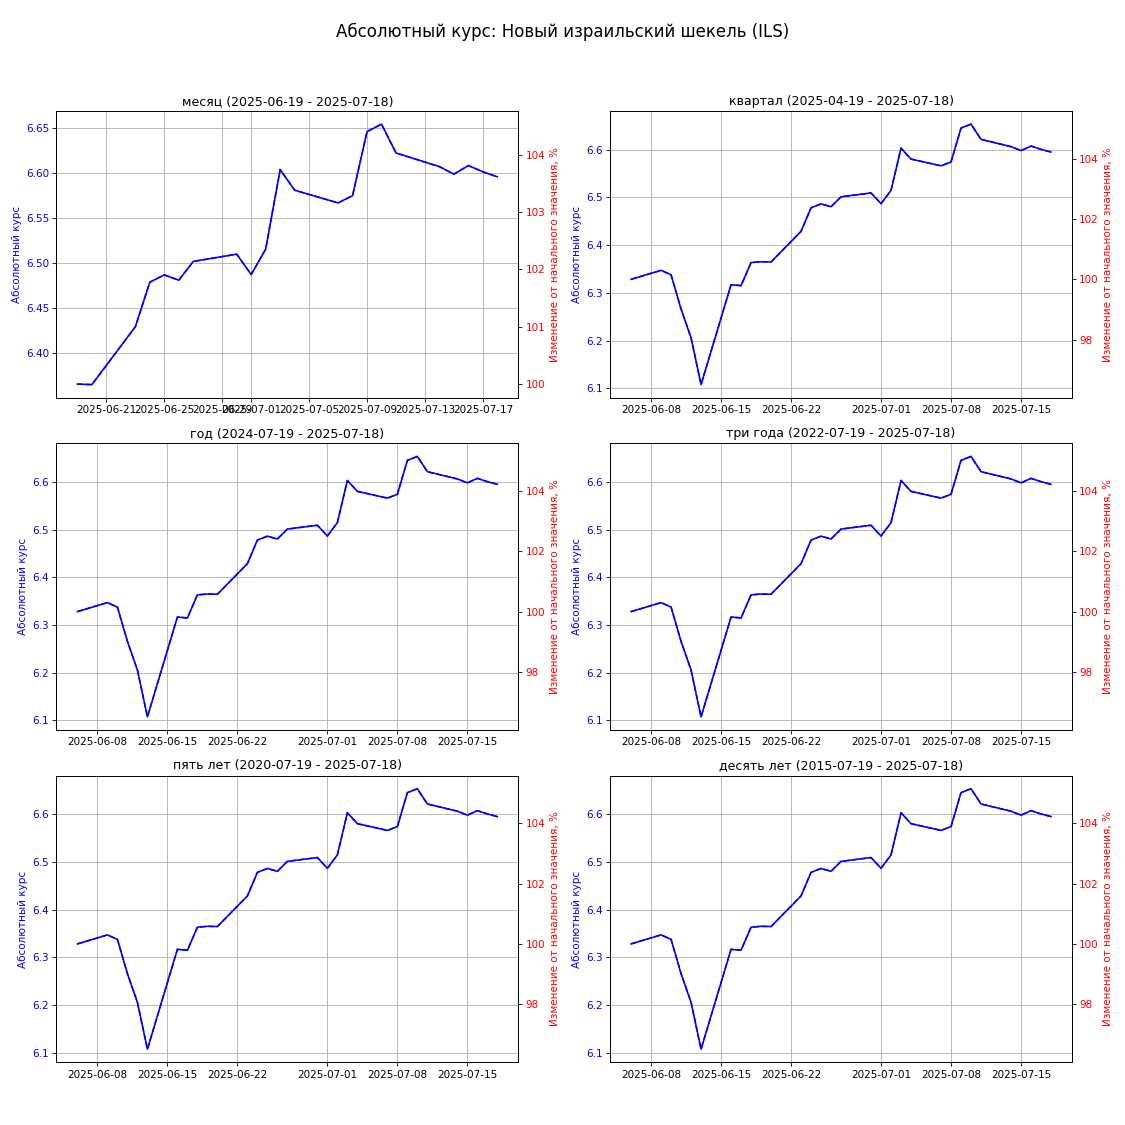 Абсолютный курс: Новый израильский шекель (ILS)
месяц (2025-06-19 - 2025-07-18)
6.65
6.60
6.55
6.50
6.45
6.40
Абсолютный курс
104
103
102
101
100
Изменение от начального значения, %
2025-06-21 2025-06-25 2025-06-29 2025-07-01 2025-07-05 2025-07-09 2025-07-13 2025-07-17
квартал (2025-04-19 - 2025-07-18)
6.6
6.5
6.4
6.3
6.2
6.1
Абсолютный курс
104
102
100
98
Изменение от начального значения, %
2025-06-08 2025-06-15 2025-06-22 2025-07-01 2025-07-08 2025-07-15
год (2024-07-19 - 2025-07-18)
6.6
6.5
6.4
6.3
6.2
6.1
Абсолютный курс
104
102
100
98
Изменение от начального значения, %
2025-06-08 2025-06-15 2025-06-22 2025-07-01 2025-07-08 2025-07-15
три года (2022-07-19 - 2025-07-18)
6.6
6.5
6.4
6.3
6.2
6.1
Абсолютный курс
104
102
100
98
Изменение от начального значения, %
2025-06-08 2025-06-15 2025-06-22 2025-07-01 2025-07-08 2025-07-15
пять лет (2020-07-19 - 2025-07-18)
6.6
6.5
6.4
6.3
6.2
6.1
Абсолютный курс
104
102
100
98
Изменение от начального значения, %
2025-06-08 2025-06-15 2025-06-22 2025-07-01 2025-07-08 2025-07-15
десять лет (2015-07-19 - 2025-07-18)
6.6
6.5
6.4
6.3
6.2
6.1
Абсолютный курс
104
102
100
98
Изменение от начального значения, %
2025-06-08 2025-06-15 2025-06-22 2025-07-01 2025-07-08 2025-07-15